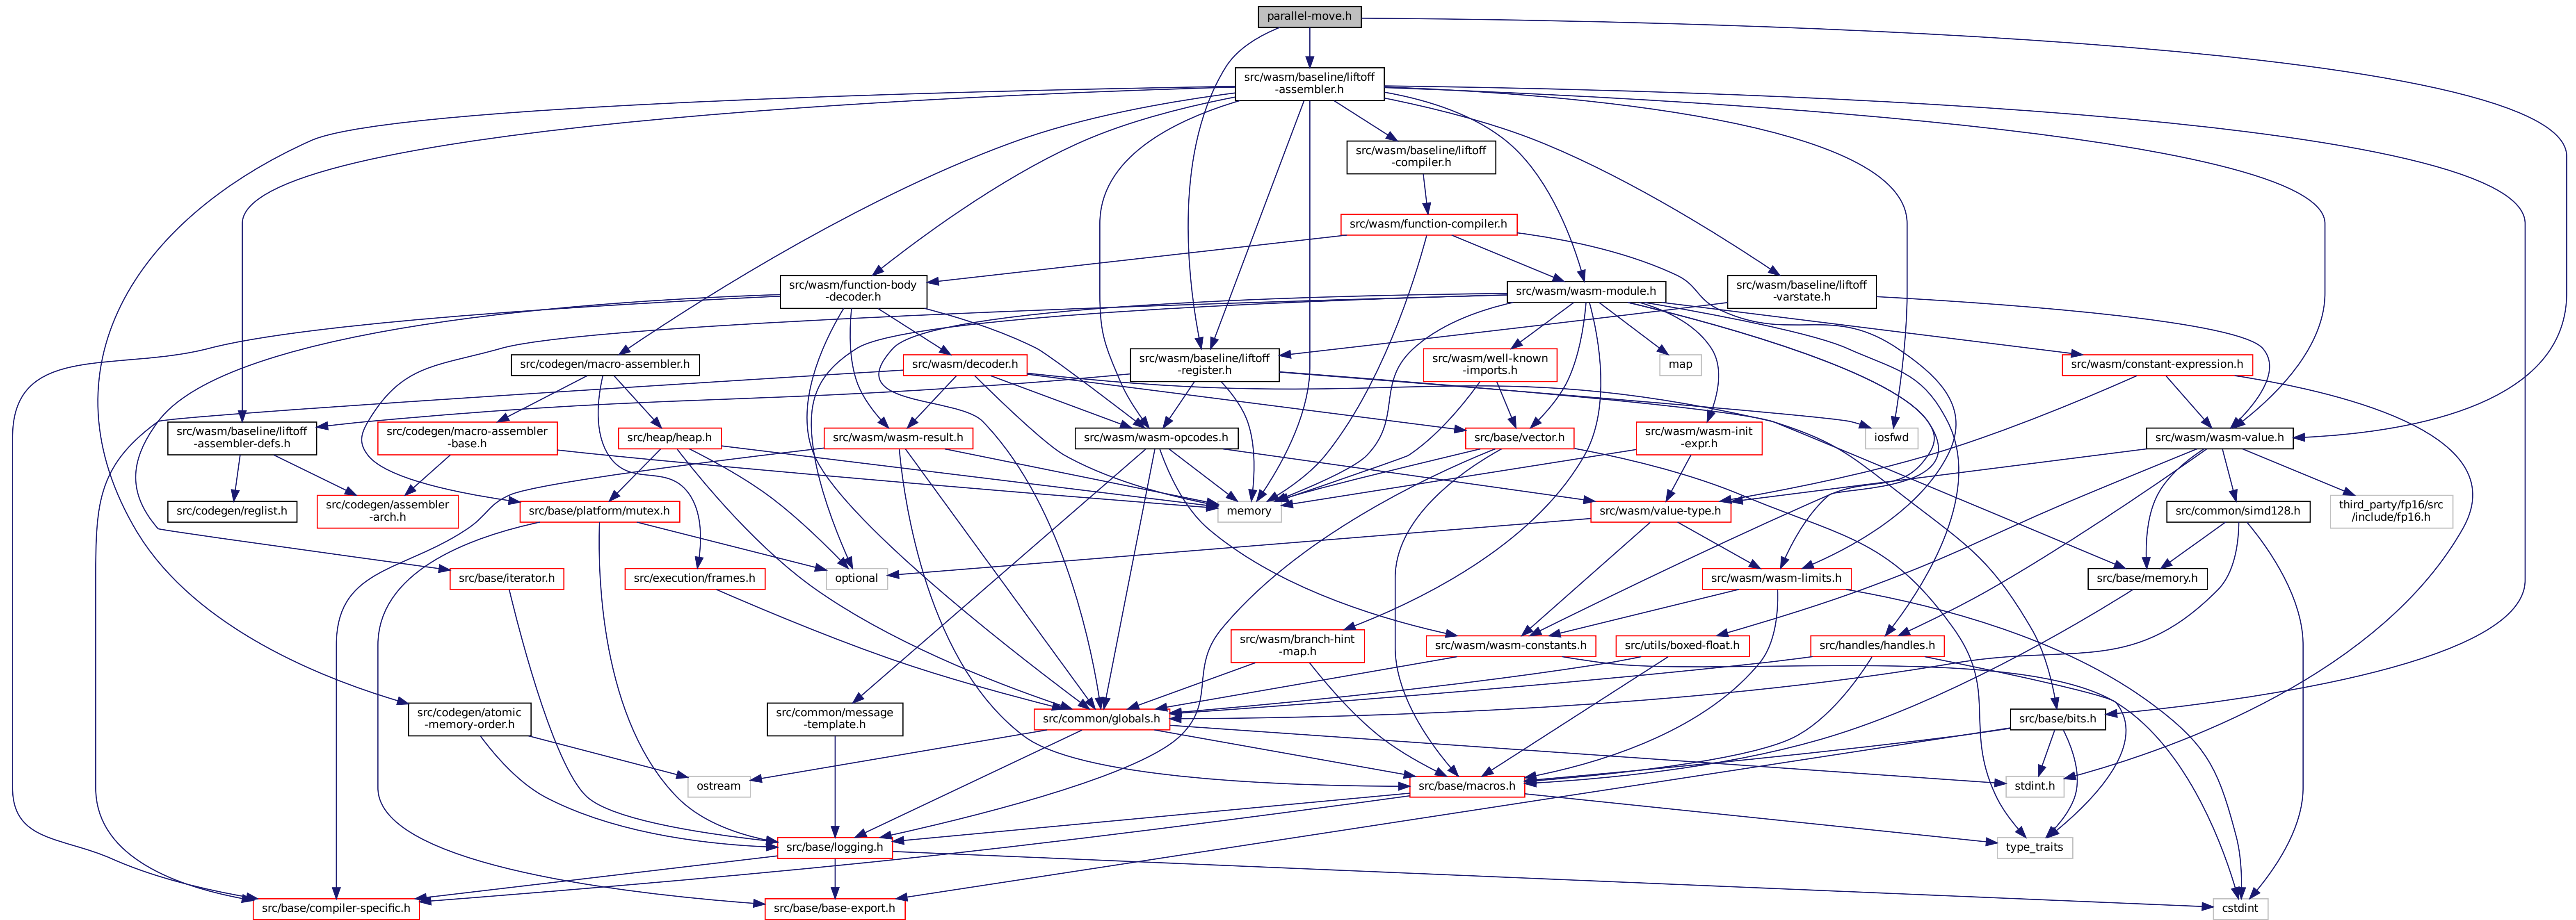 parallel-move.h
src/wasm/baseline/liftoff
-assembler.h
src/wasm/baseline/liftoff
-compiler.h
src/wasm/function-compiler.h
src/wasm/function-body
-decoder.h
src/wasm/wasm-module.h
src/wasm/baseline/liftoff
-varstate.h
src/codegen/macro-assembler.h
src/wasm/decoder.h
src/wasm/baseline/liftoff
-register.h
src/wasm/well-known
-imports.h
map
src/wasm/constant-expression.h
src/wasm/baseline/liftoff
-assembler-defs.h
src/codegen/macro-assembler
-base.h
src/heap/heap.h
src/wasm/wasm-result.h
src/wasm/wasm-opcodes.h
src/base/vector.h
src/wasm/wasm-init
-expr.h
iosfwd
src/wasm/wasm-value.h
src/codegen/reglist.h
src/codegen/assembler
-arch.h
src/base/platform/mutex.h
memory
src/wasm/value-type.h
src/common/simd128.h
third_party/fp16/src
/include/fp16.h
src/base/iterator.h
src/execution/frames.h
optional
src/wasm/wasm-limits.h
src/base/memory.h
src/wasm/branch-hint
-map.h
src/wasm/wasm-constants.h
src/utils/boxed-float.h
src/handles/handles.h
src/codegen/atomic
-memory-order.h
src/common/message
-template.h
src/common/globals.h
src/base/bits.h
ostream
src/base/macros.h
stdint.h
src/base/logging.h
type_traits
src/base/compiler-specific.h
src/base/base-export.h
cstdint